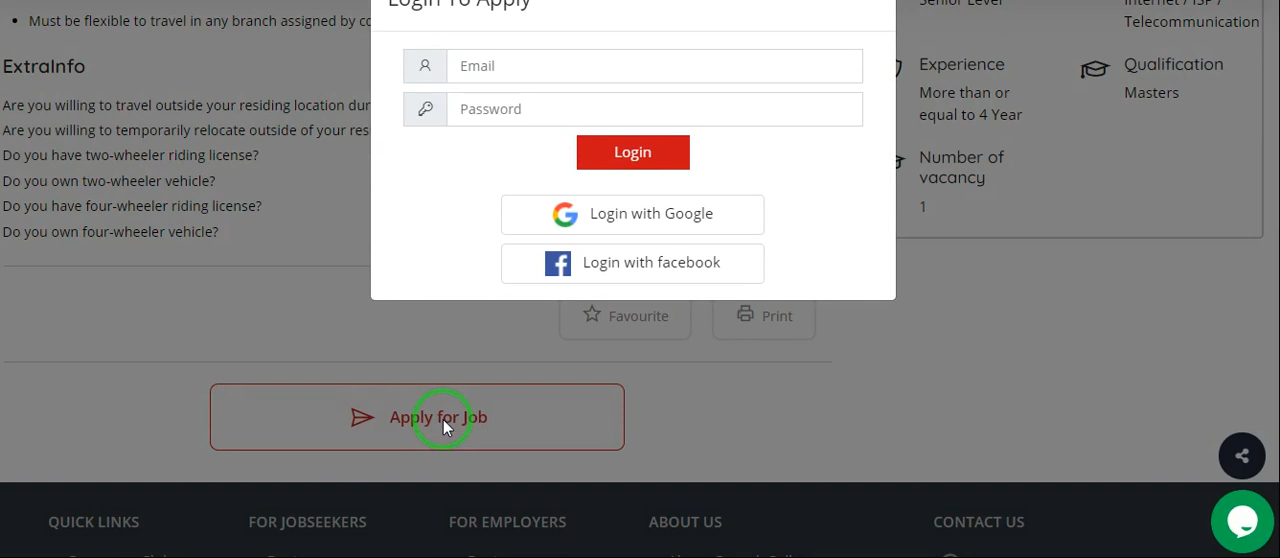 Must be flexible to travel in any branch assigned by co
ExtraInfo
Are you willing to travel outside your residing location dur
Are you willing to temporarily relocate outside of your res
Do you have two-wheeler riding license?
Do you own two-wheeler vehicle?
Do you have four-wheeler riding license?
Do you own four-wheeler vehicle?
Login To Apply
Email
Password
Login
Login with Google
Login with facebook
Senior Level
Internet / ISP /
Telecommunication
Experience
More than or
equal to 4 Year
Qualification
Masters
Number of
vacancy
1
Favourite
Print
Apply for Job
QUICK LINKS
FOR JOBSEEKERS
FOR EMPLOYERS
ABOUT US
CONTACT US